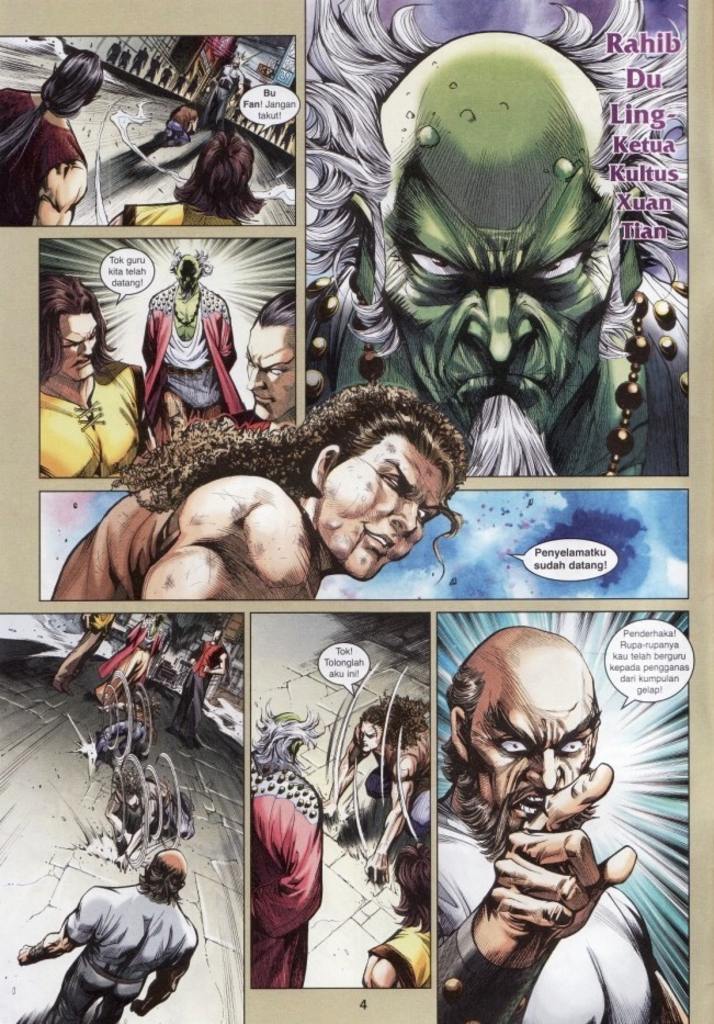 Bu
Fan! Jangan
takut!
Rahib
Du
Ling-
Ketua
Kultus
Xuan
Tian
Tok guru
kita telah
datang!
Penyelamatku
sudah datang!
Tok!
Tolonglah
aku ini!
Penderhaka!
Rupa-rupanya
kau telah berguru
kepada pengganas
dari kumpulan
gelap!
4